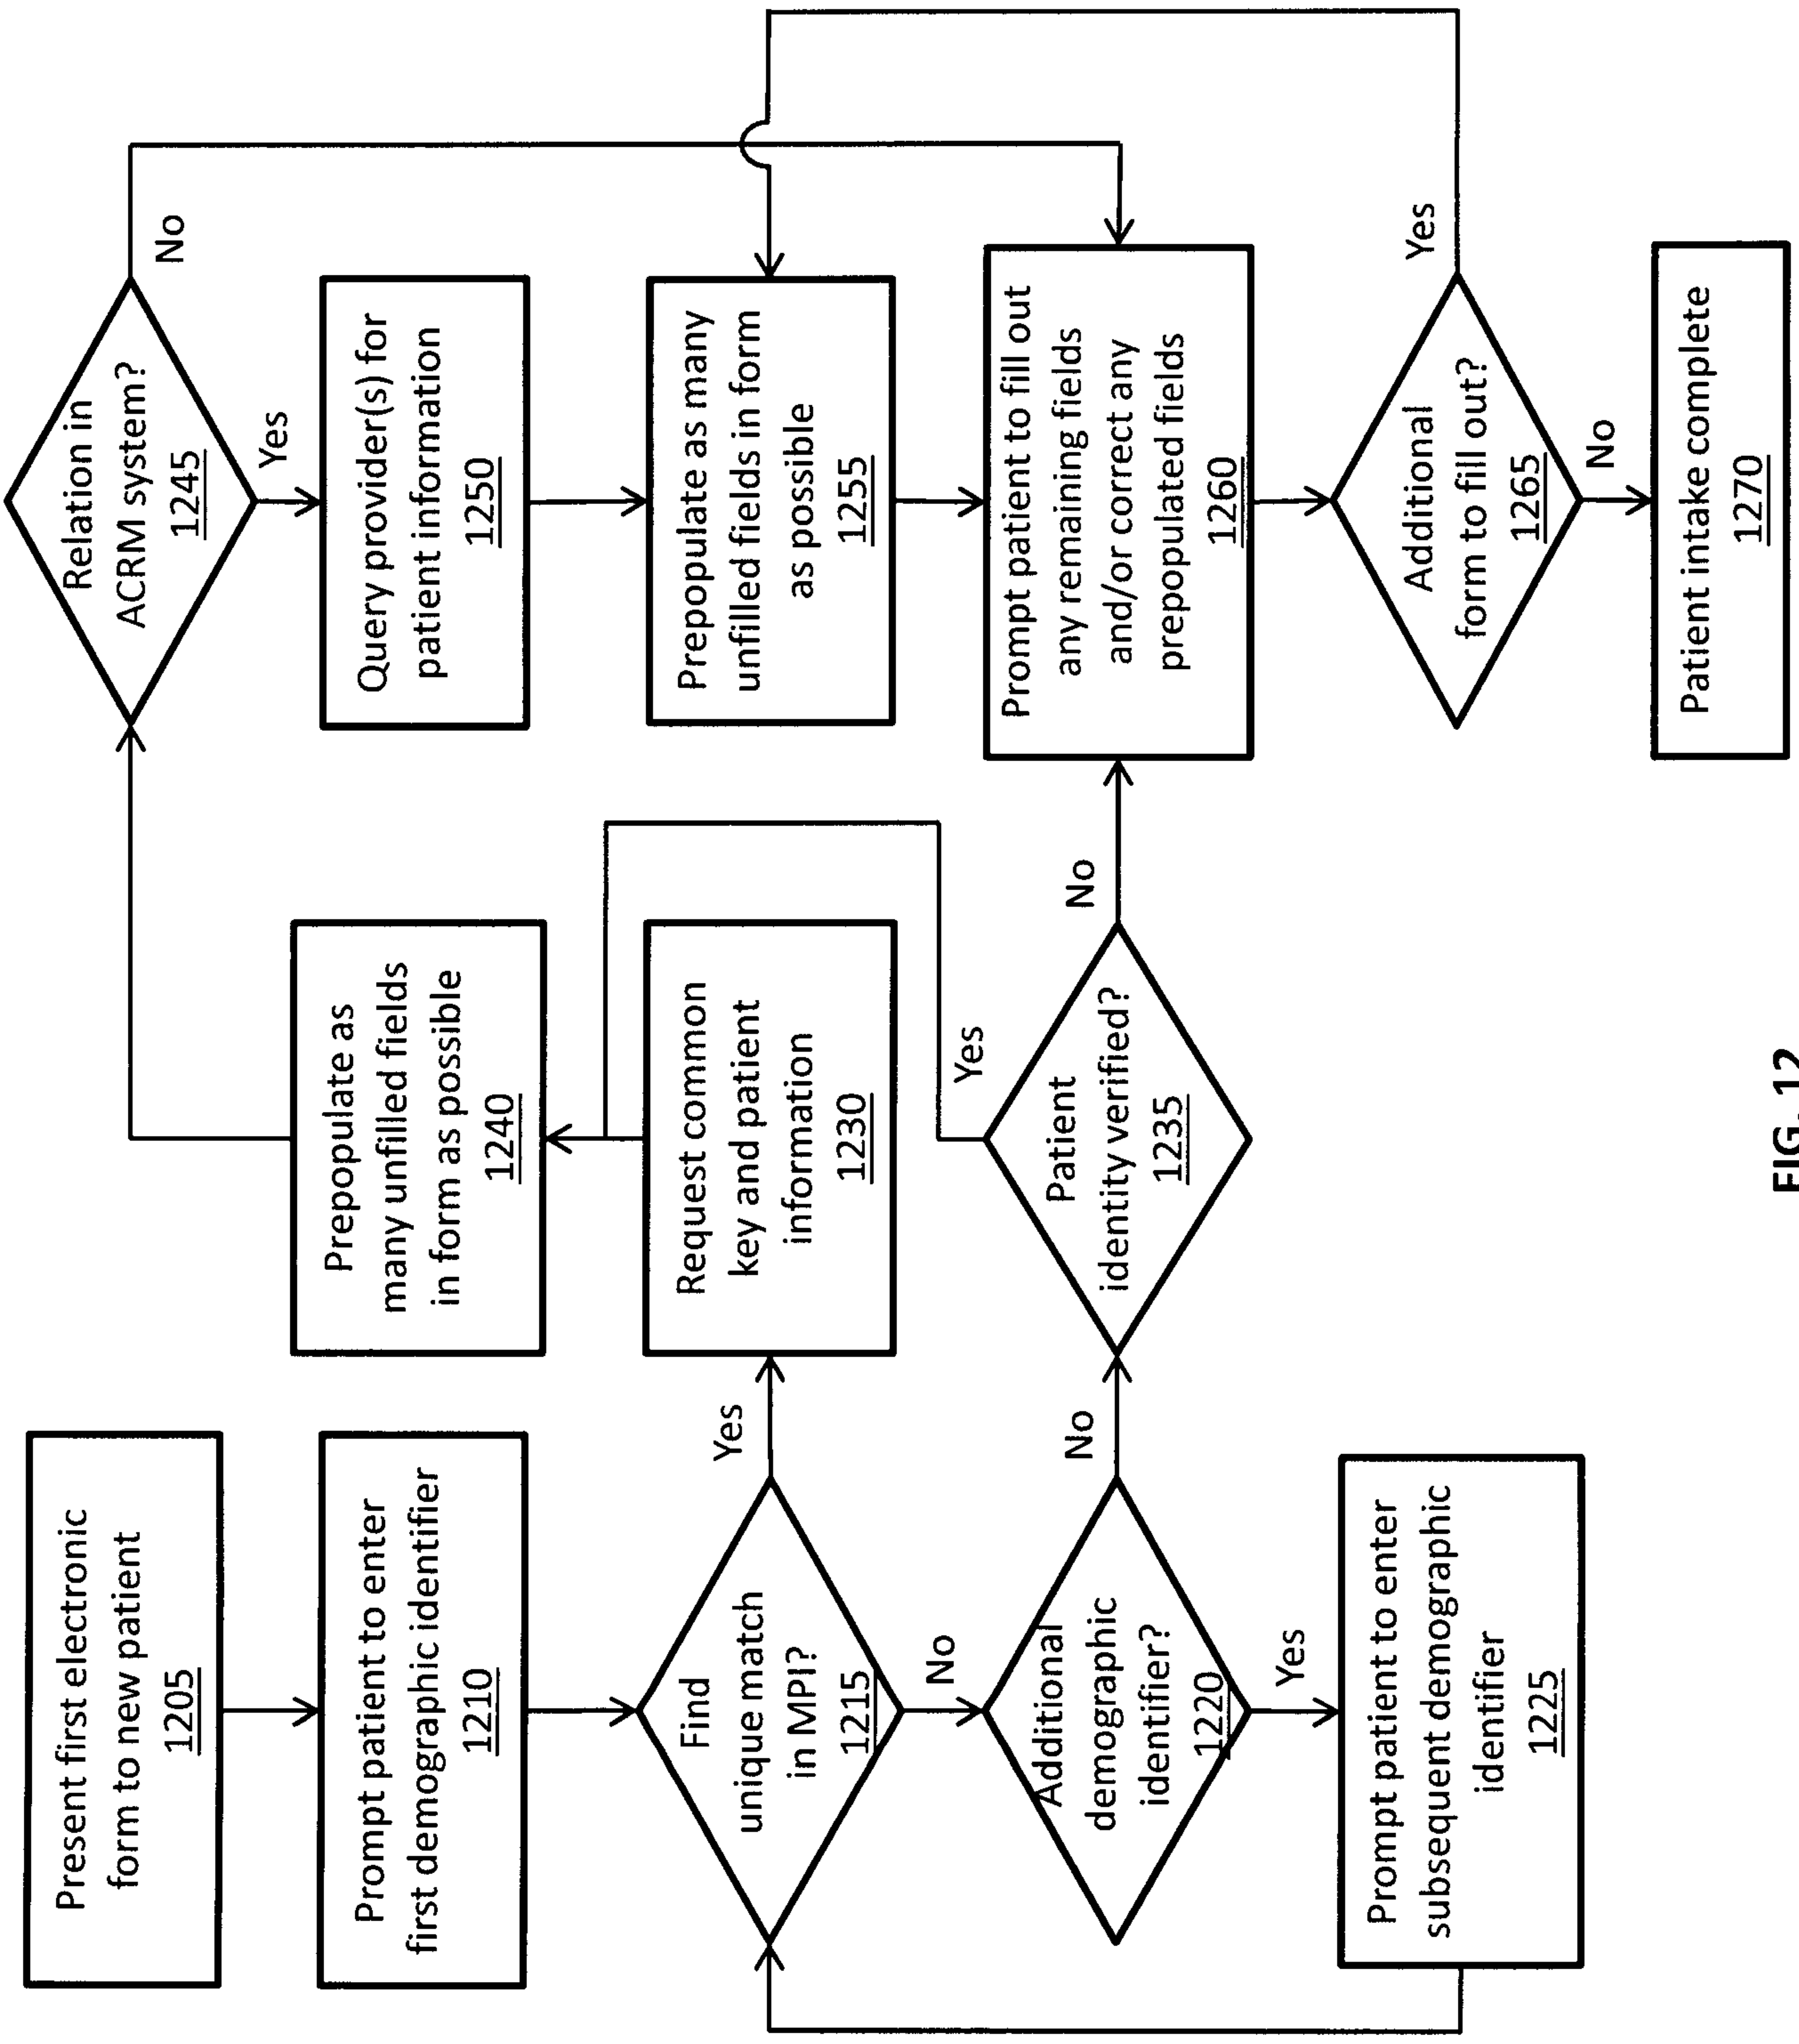 Present first electronic
form to new patient
1205
Prompt patient to enter
first demographic identifier
1210
Find
unique match
in MPI?
1215
Yes
No
Additional
demographic
identifier?
1220
No
Yes
Prompt patient to enter
subsequent demographic
identifier
1225
Prepopulate as
many unfilled fields
in form as possible
1240
Request common
key and patient
information
1230
Yes
Patient
identity verified?
1235
No
Relation in
ACRM system?
1245
No
Yes
Query provider(s) for
patient information
1250
Prepopulate as many
unfilled fields in form
as possible
1255
Prompt patient to fill out
any remaining fields
and/or correct any
prepopulated fields
1260
Additional
form to fill out?
1265
Yes
No
Patient intake complete
1270
FIG. 12